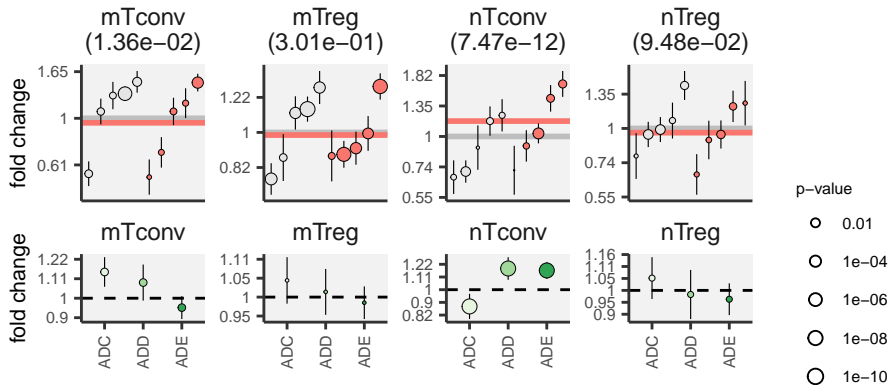 mTconv
(1.36e−02)
mTreg
(3.01e−01)
nTconv
(7.47e−12)
nTreg
(9.48e−02)
fold change
1.65
1
0.61
1.22
1
0.82
1.82
1.35
1
0.74
0.55
1.35
1
0.74
0.55
mTconv
mTreg
nTconv
nTreg
fold change
1.22
1.11
1
0.9
1.11
1.05
1
0.95
1.22
1.11
1
0.9
0.82
1.16
1.1
1.05
1
0.95
0.9
ADC
ADD
ADE
ADC
ADD
ADE
ADC
ADD
ADE
ADC
ADD
ADE
p−value
0.01
1e−04
1e−06
1e−08
1e−10